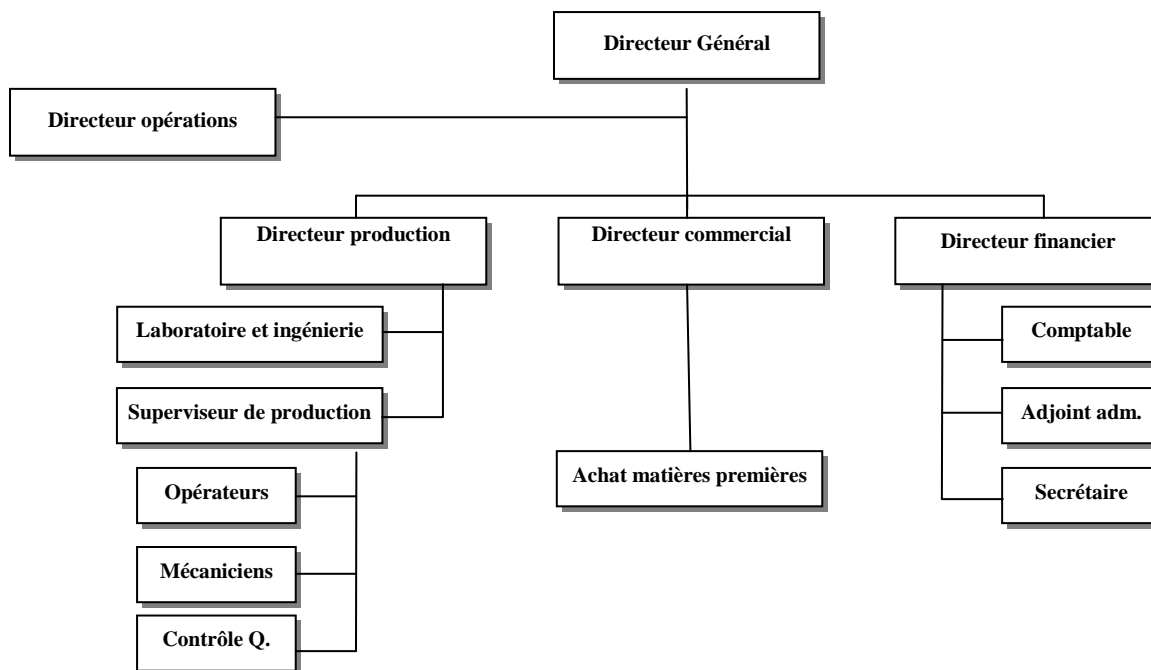 Directeur Général
Directeur opérations
Directeur production
Directeur commercial
Directeur financier
Laboratoire et ingénierie
Comptable
Superviseur de production
Adjoint adm.
Achat matières premières
Opérateurs
Secrétaire
Mécaniciens
Contrôle Q.